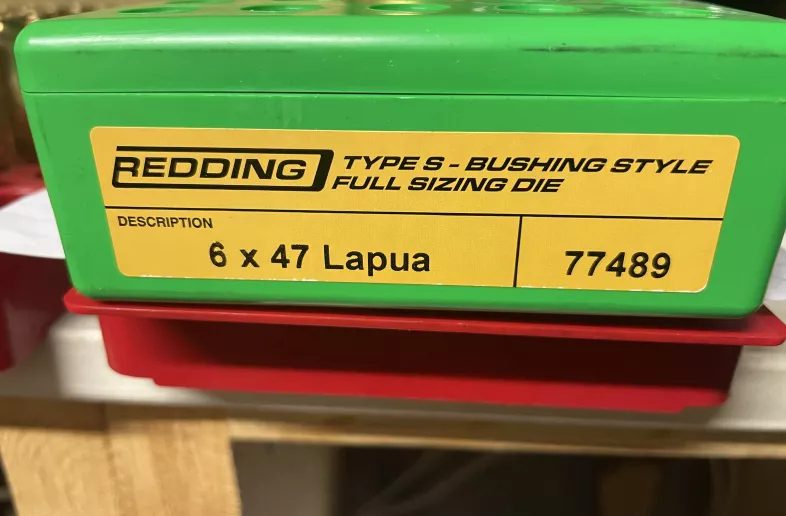 REDDING
TYPE S - BUSHING STYLE
FULL SIZING DIE
DESCRIPTION
6 x 47 Lapua
77489